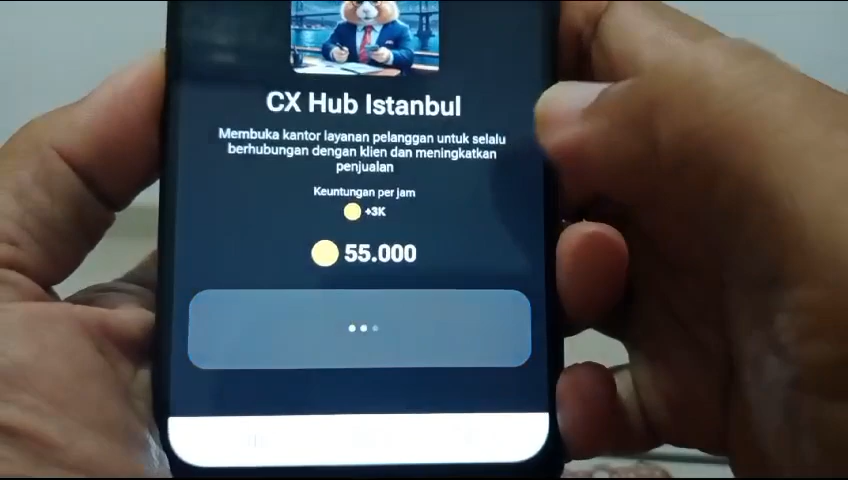 CX Hub Istanbul
Membuka kantor layanan pelanggan untuk selalu
berhubungan dengan klien dan meningkatkan
penjualan
Keuntungan per jam
+3K
55.000